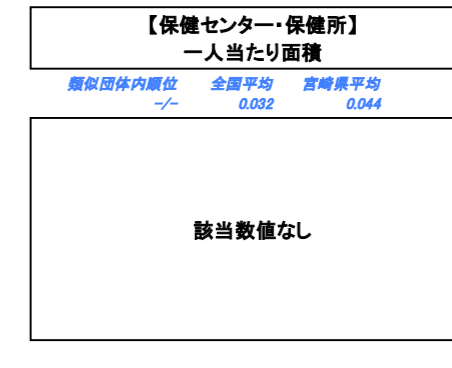 【保健センター・保健所】
一人当たり面積
類似団体内順位 全国平均 宮崎県平均
-/- 0.032 0.044
該当数値なし